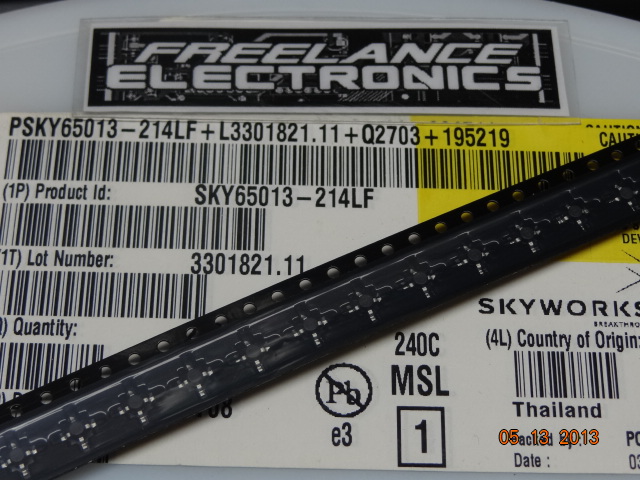 FREELANCE
ELECTRONICS
PSKY65013-214LF+L3301821.11+Q2703+195219
(1P) Product Id: SKY65013-214LF
(1T) Lot Number: 3301821.11
Quantity:
SKYWORKS
240C
MSL
1
Pb
e3
(4L) Country of Origin:
Thailand
Date :
05 13 2013